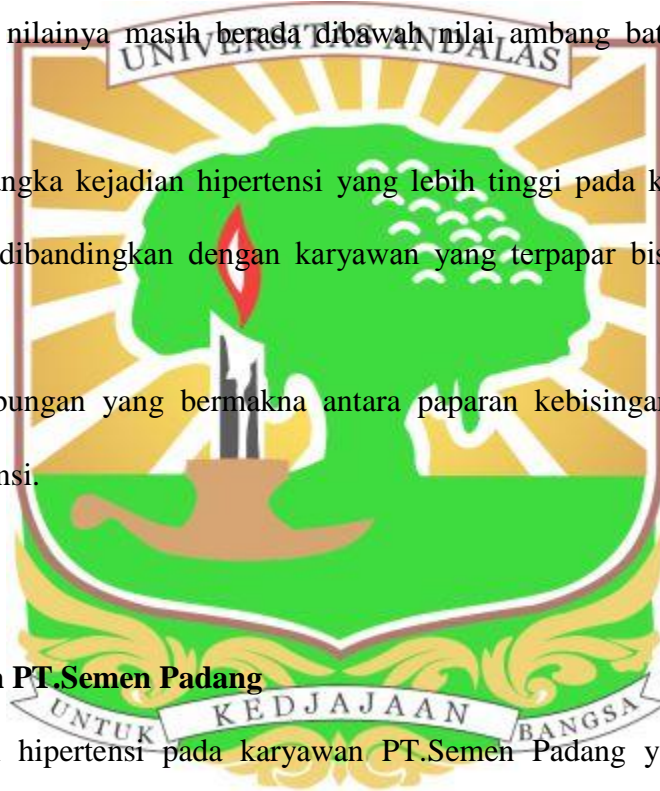 nilainya masih berada dibawah nilai ambang bat
UNIVERSITAS ANDALAS
angka kejadian hipertensi yang lebih tinggi pada k
dibandingkan dengan karyawan yang terpapar bis
bungan yang bermakna antara paparan kebisingan
nsi.
PT.Semen Padang
UNTUK KEDJAJAAN BANGSA
hipertensi pada karyawan PT.Semen Padang y